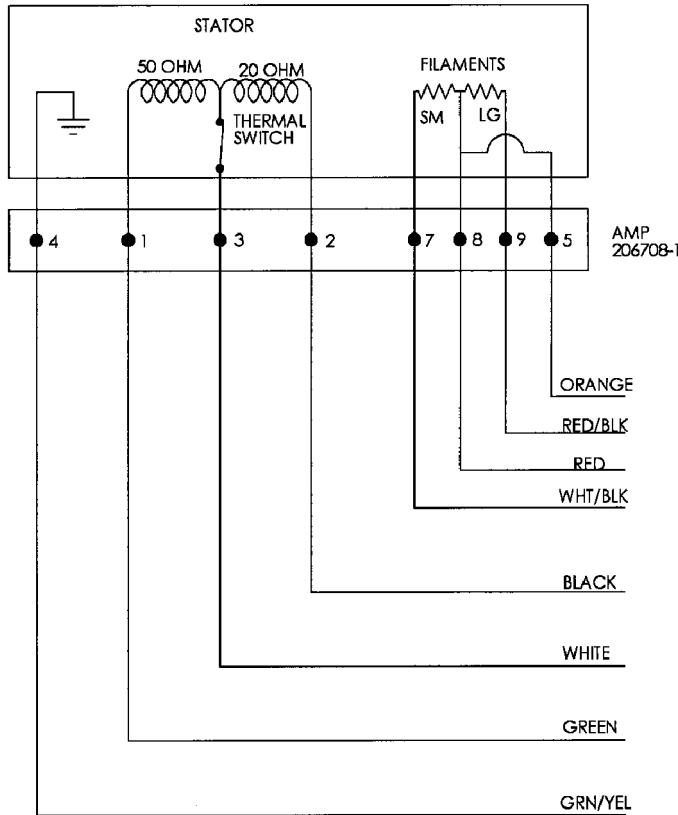 STATOR
50 OHM
20 OHM
FILAMENTS
THERMAL
SWITCH
SM
LG
4
1
3
2
7
8
9
5
AMP
206708-1
ORANGE
RED/BLK
RED
WHT/BLK
BLACK
WHITE
GREEN
GRN/YEL